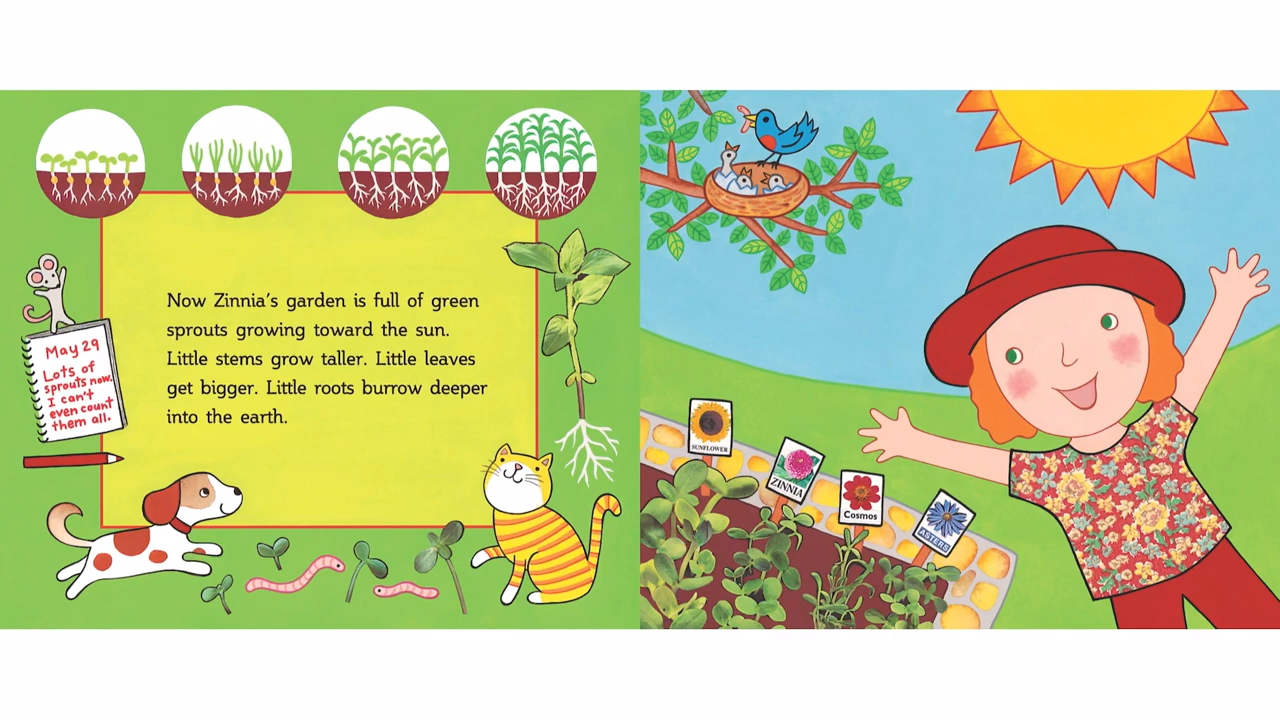 Now Zinnia's garden is full of green
sprouts growing toward the sun.
Little stems grow taller. Little leaves
get bigger. Little roots burrow deeper
into the earth.
May 29
Lots of
sprouts now.
I can't
even count
them all.
SUNFLOWER
ZINNIA
Cosmos
ASTERS